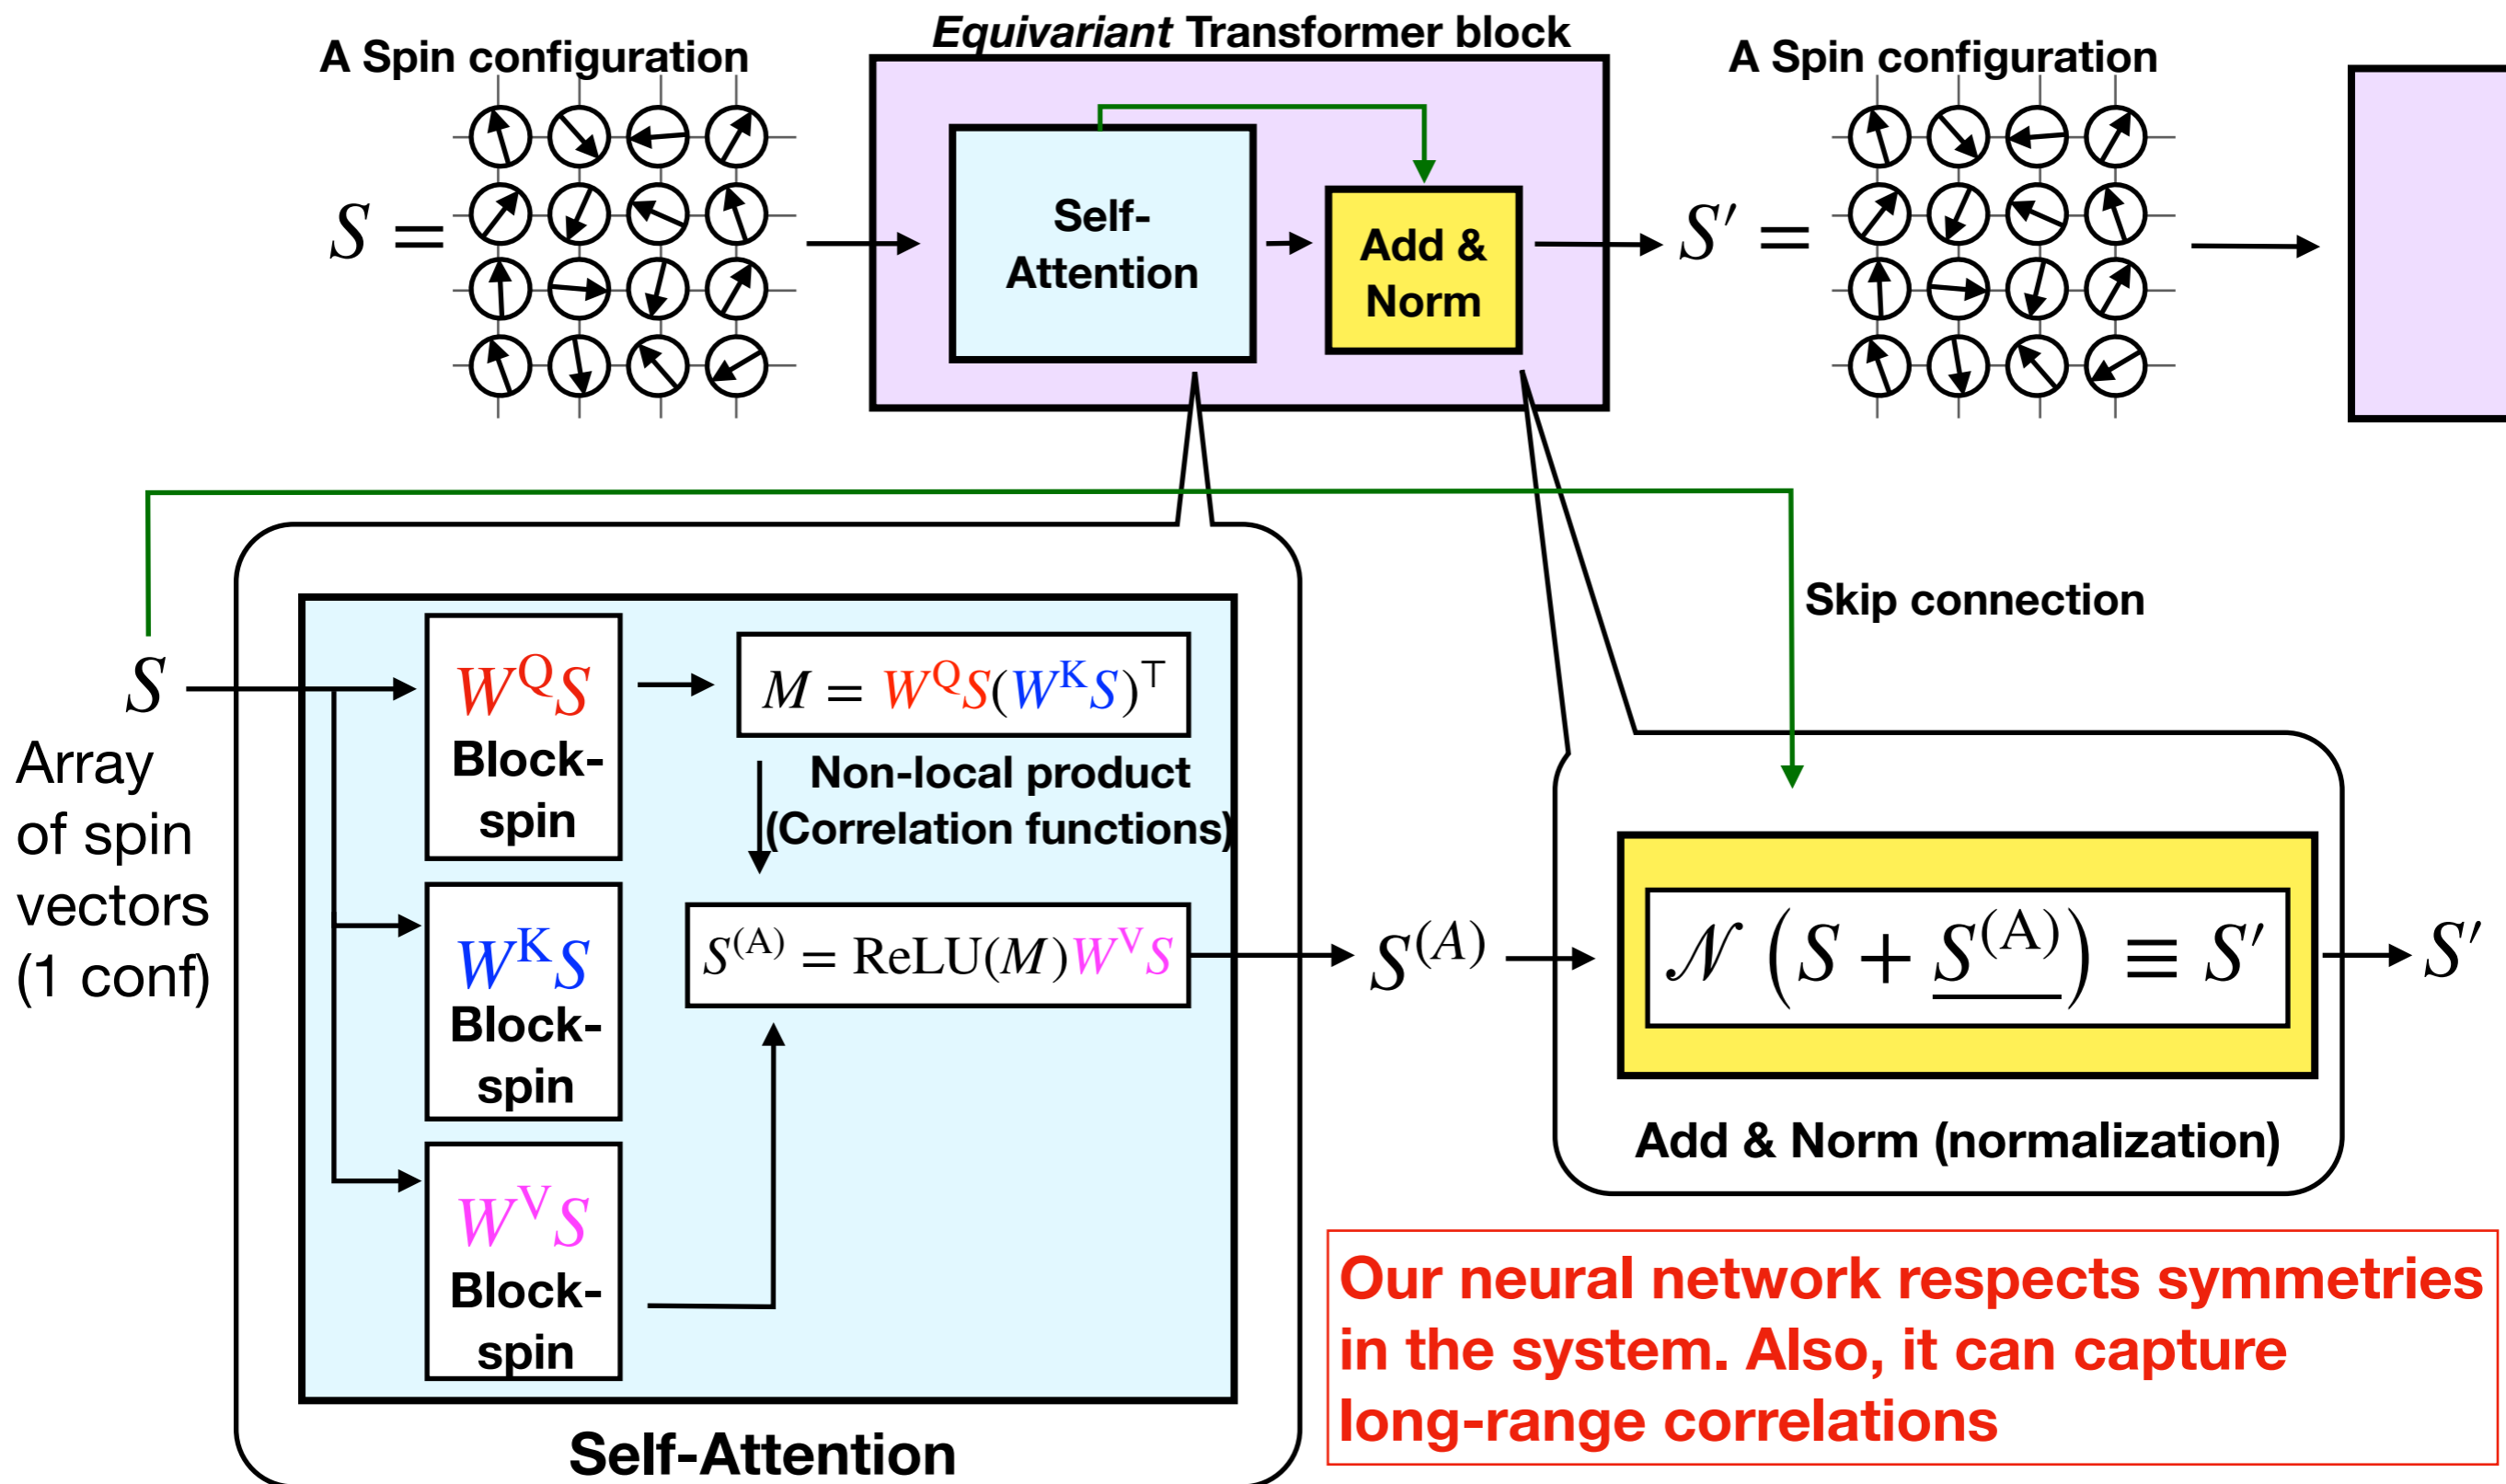 Equivariant Transformer block
A Spin configuration
A Spin configuration
S =
Self-
Attention
Add &
Norm
S′ =
Skip connection
S
Array
of spin
vectors
(1 conf)
W^Q S
Block-
spin
M = W^Q S(W^K S)^⊤
Non-local product
(Correlation functions)
W^K S
Block-
spin
S^(A) = ReLU(M)W^V S
W^V S
Block-
spin
Self-Attention
S^(A)
𝒩 (S + S^(A)) ≡ S′
S′
Add & Norm (normalization)
Our neural network respects symmetries
in the system. Also, it can capture
long-range correlations